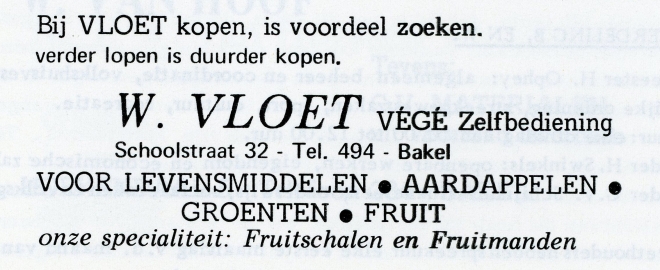 Bij VLOET kopen, is voordeel zoeken.
verder lopen is duurder kopen.
W. VLOET VÉGÉ Zelfbediening
Schoolstraat 32 - Tel. 494 - Bakel
VOOR LEVENSMIDDELEN ● AARDAPPELEN ●
GROENTEN ● FRUIT
onze specialiteit: Fruitschalen en Fruitmanden